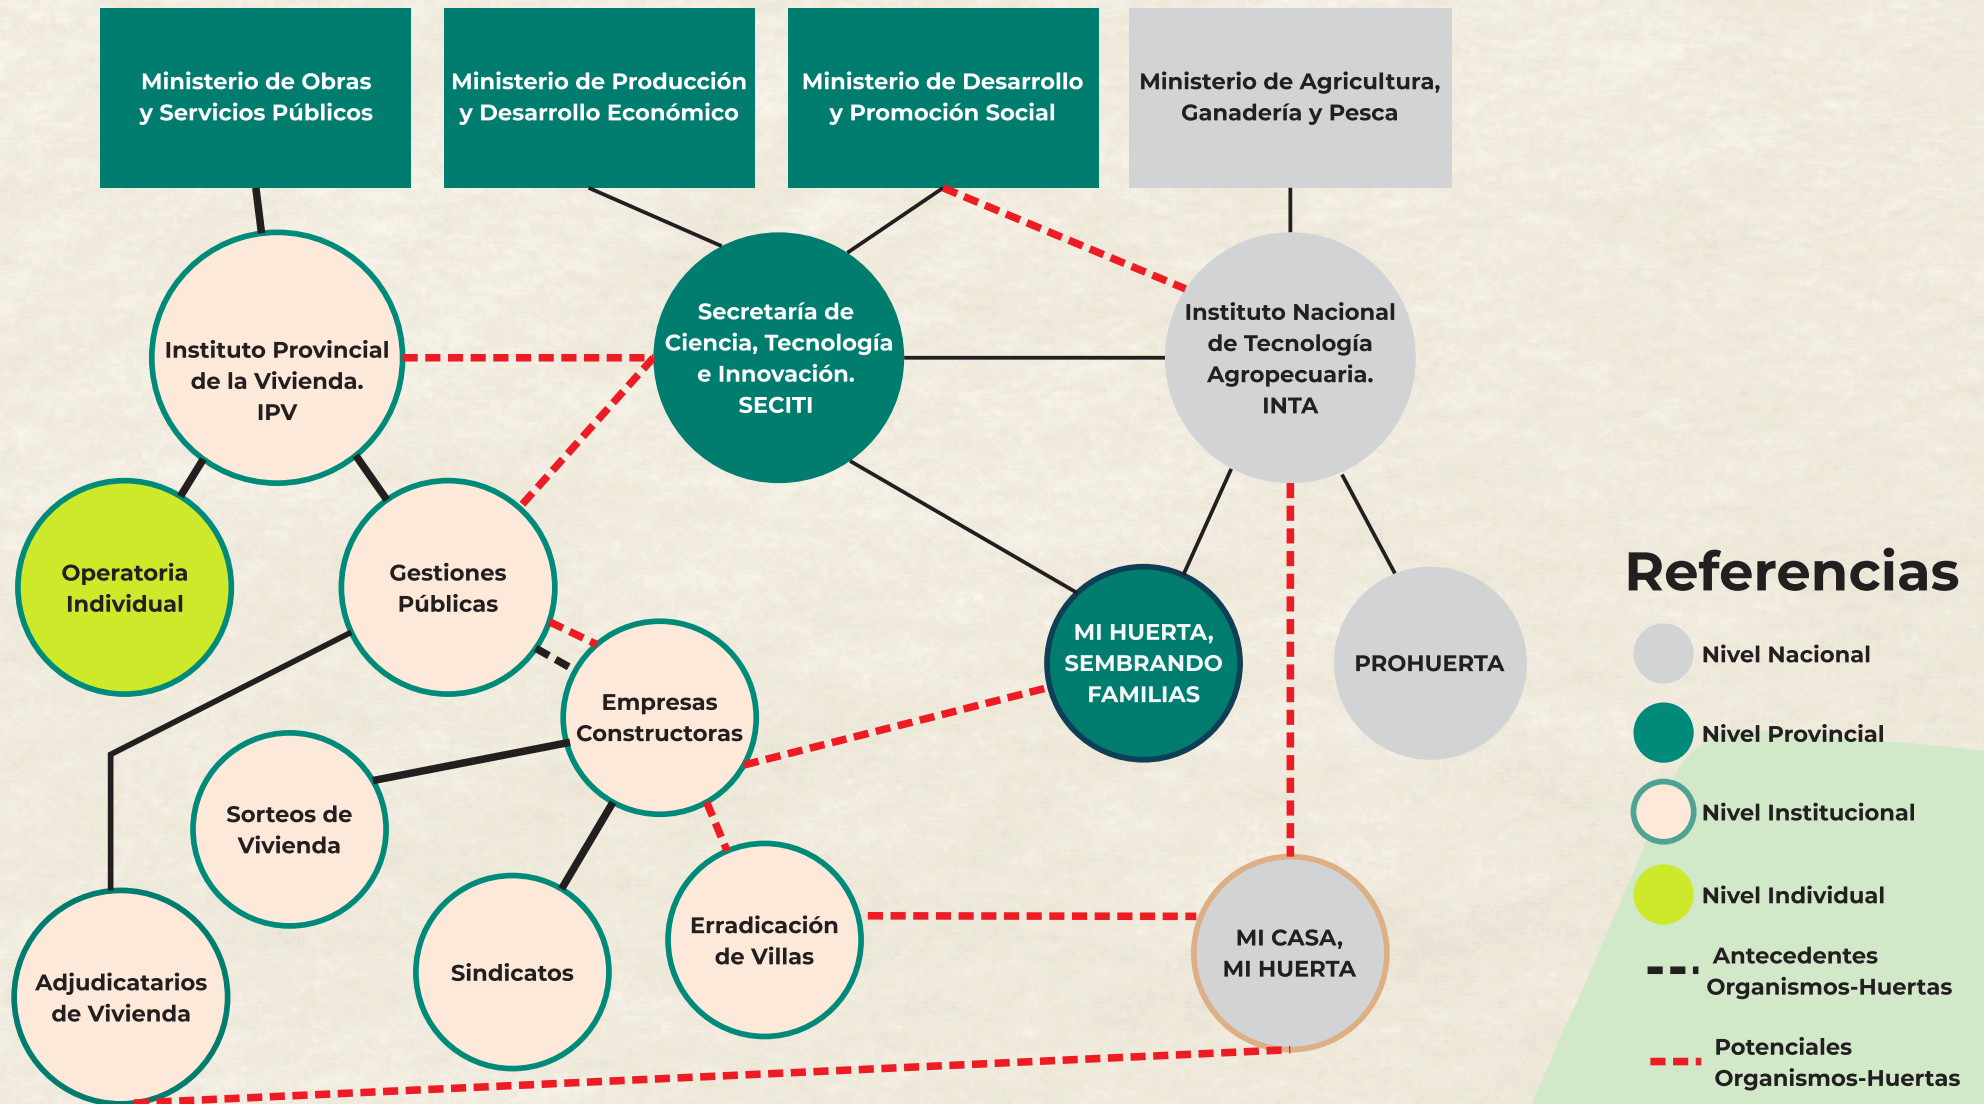 Ministerio de Obras
y Servicios Públicos
Ministerio de Producción
y Desarrollo Económico
Ministerio de Desarrollo
y Promoción Social
Ministerio de Agricultura,
Ganadería y Pesca
Instituto Provincial
de la Vivienda.
IPV
Secretaría de
Ciencia, Tecnología
e Innovación.
SECITI
Instituto Nacional
de Tecnología
Agropecuaria.
INTA
Operatoria
Individual
Gestiones
Públicas
Empresas
Constructoras
MI HUERTA,
SEMBRANDO
FAMILIAS
PROHUERTA
Sorteos de
Vivienda
Adjudicatarios
de Vivienda
Sindicatos
Erradicación
de Villas
MI CASA,
MI HUERTA
Referencias
Nivel Nacional
Nivel Provincial
Nivel Institucional
Nivel Individual
Antecedentes
Organismos-Huertas
Potenciales
Organismos-Huertas